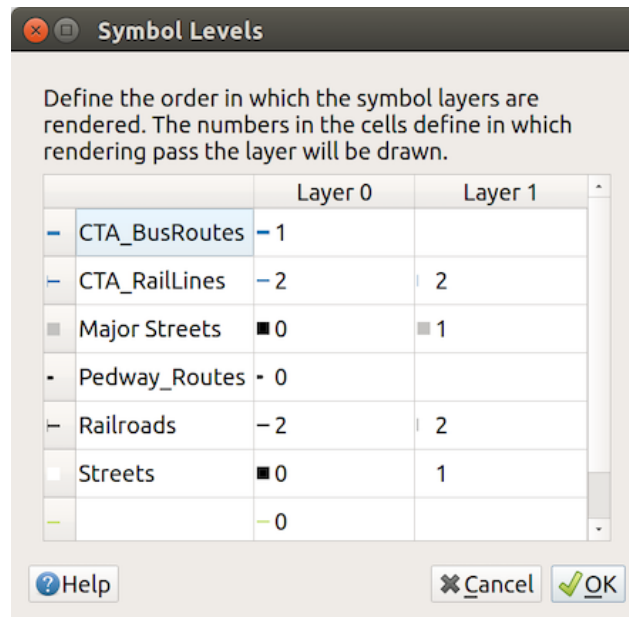 Symbol Levels
Define the order in which the symbol layers are
rendered. The numbers in the cells define in which
rendering pass the layer will be drawn.
Layer 0 Layer 1
CTA_BusRoutes 1
CTA_RailLines 2 2
Major Streets 0 1
Pedway_Routes 0
Railroads 2 2
Streets 0 1
0
Help Cancel OK